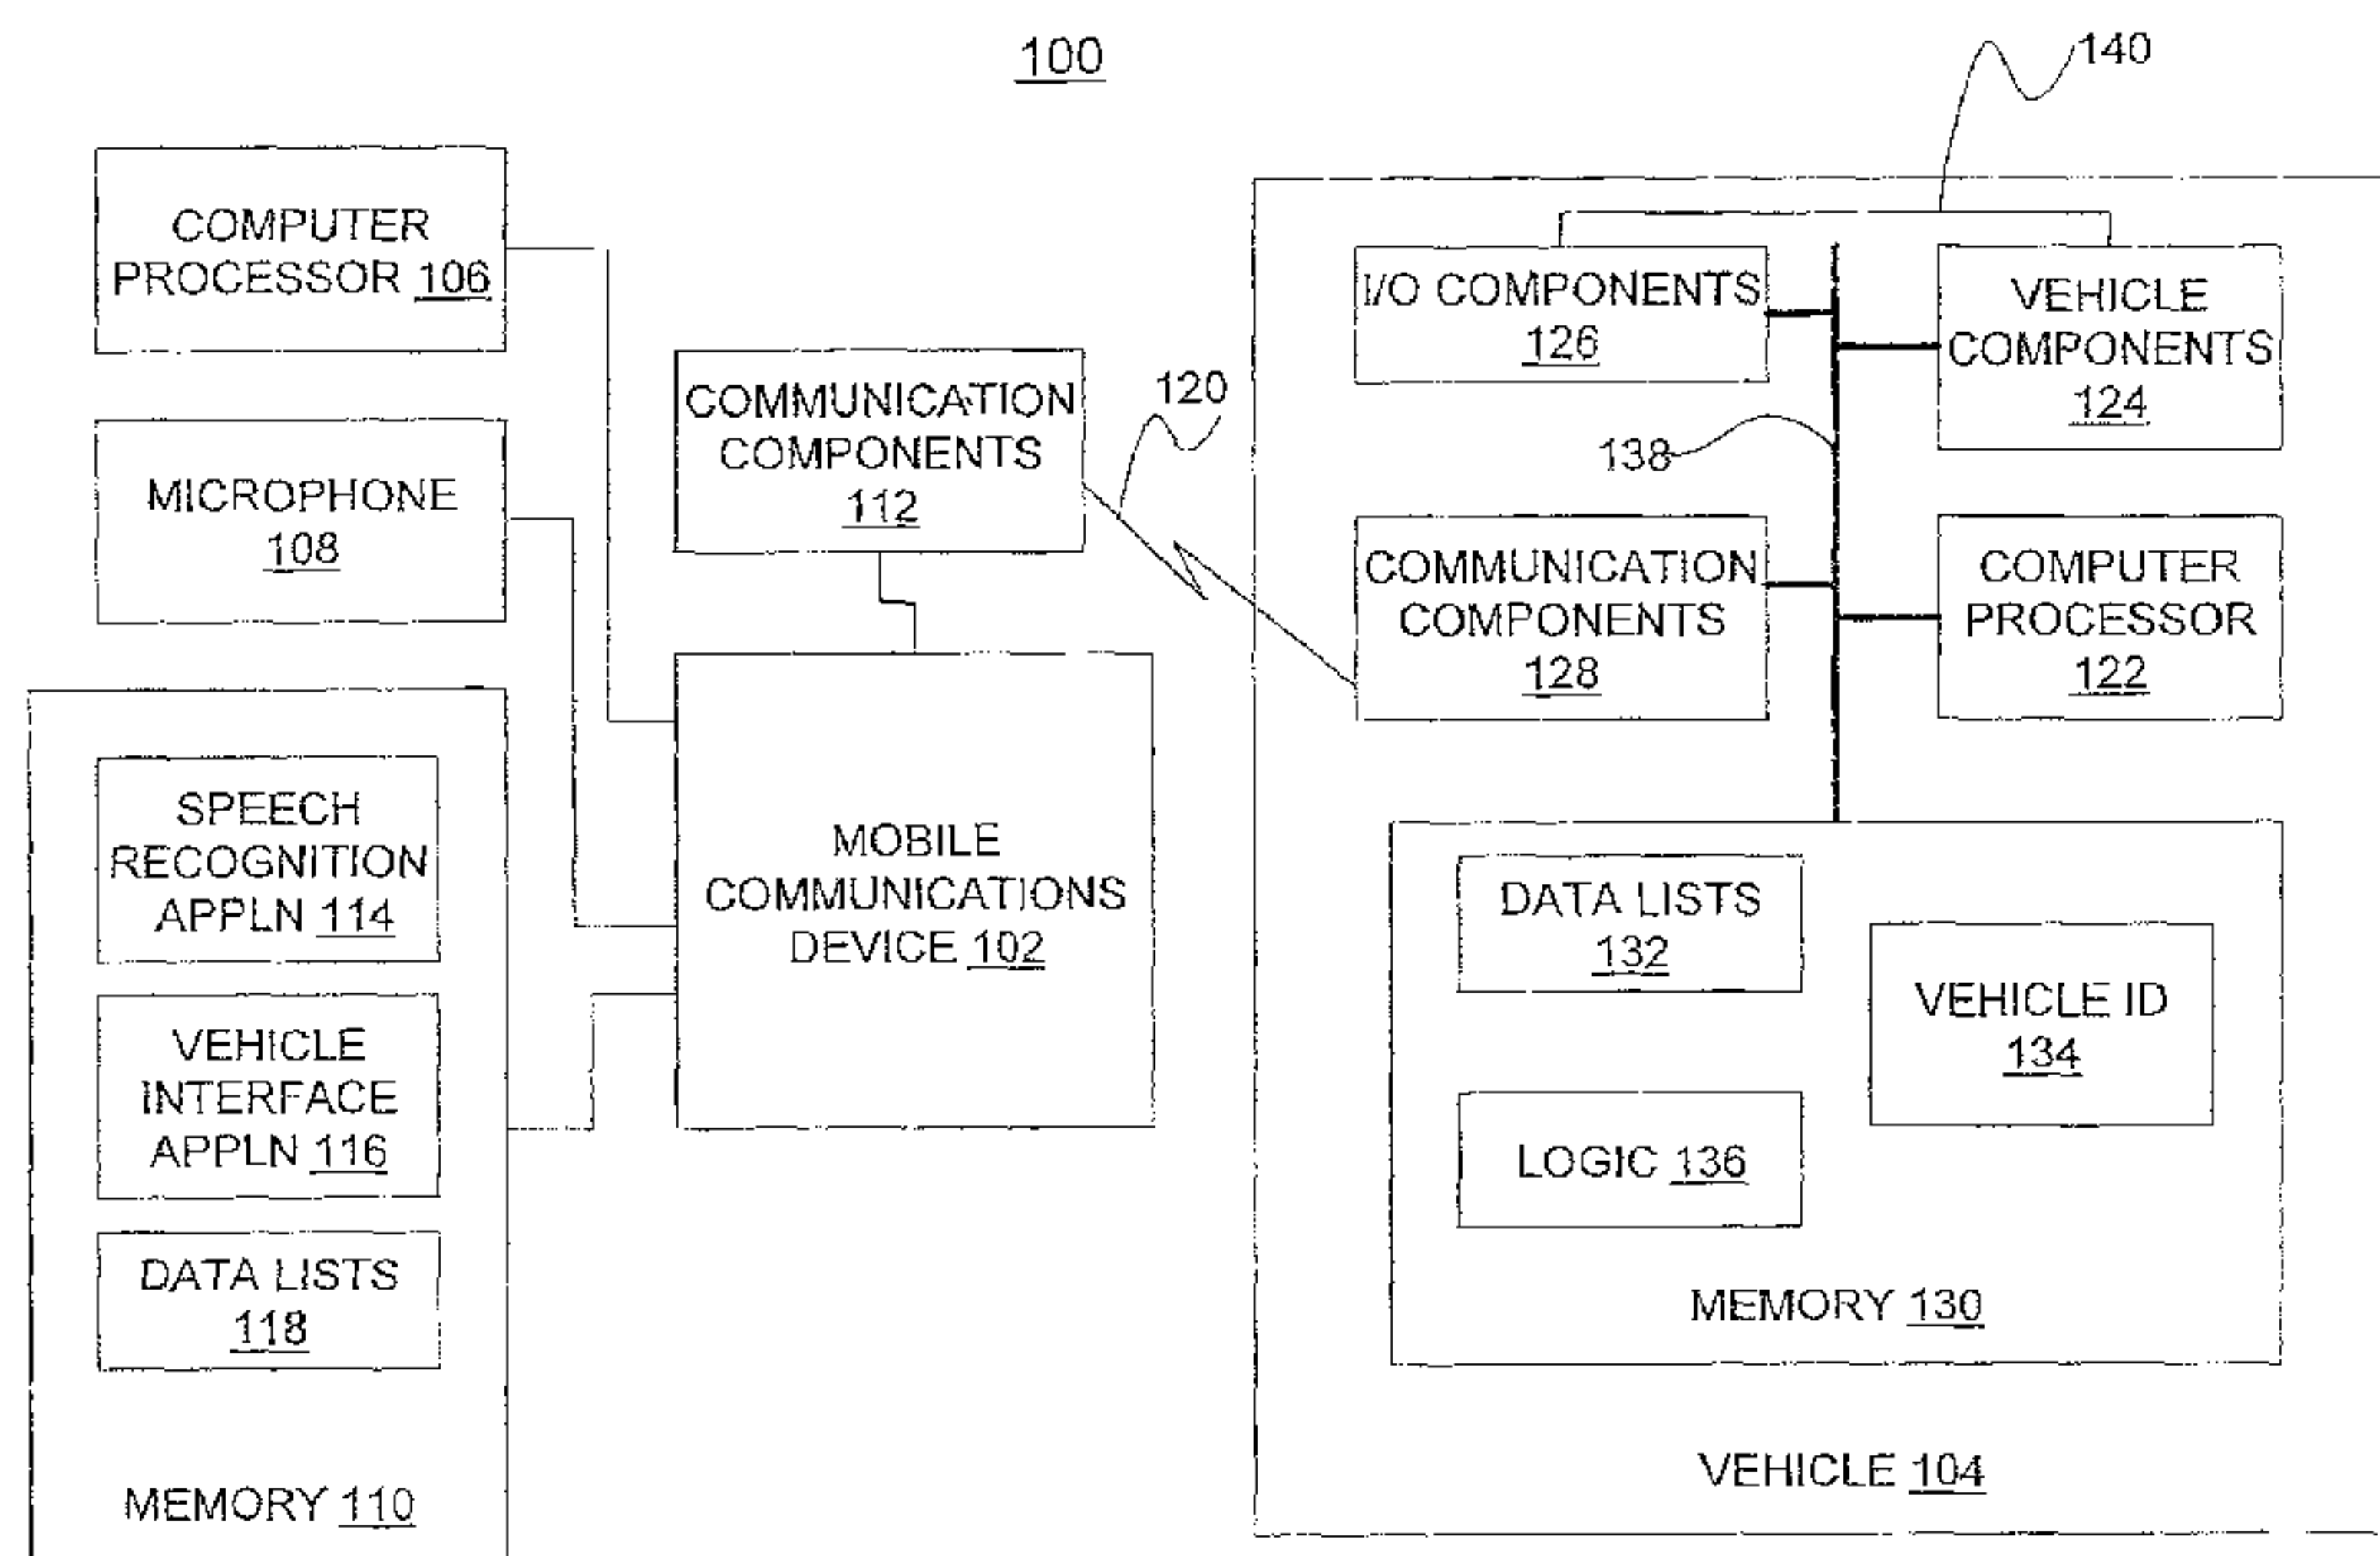 100
140
COMPUTER
PROCESSOR 106
MICROPHONE
108
SPEECH
RECOGNITION
APPLN 114
VEHICLE
INTERFACE
APPLN 116
DATA LISTS
118
MEMORY 110
COMMUNICATION
COMPONENTS
112
120
MOBILE
COMMUNICATIONS
DEVICE 102
I/O COMPONENTS
126
VEHICLE
COMPONENTS
124
138
COMMUNICATION
COMPONENTS
128
COMPUTER
PROCESSOR
122
DATA LISTS
132
VEHICLE ID
134
LOGIC 136
MEMORY 130
VEHICLE 104